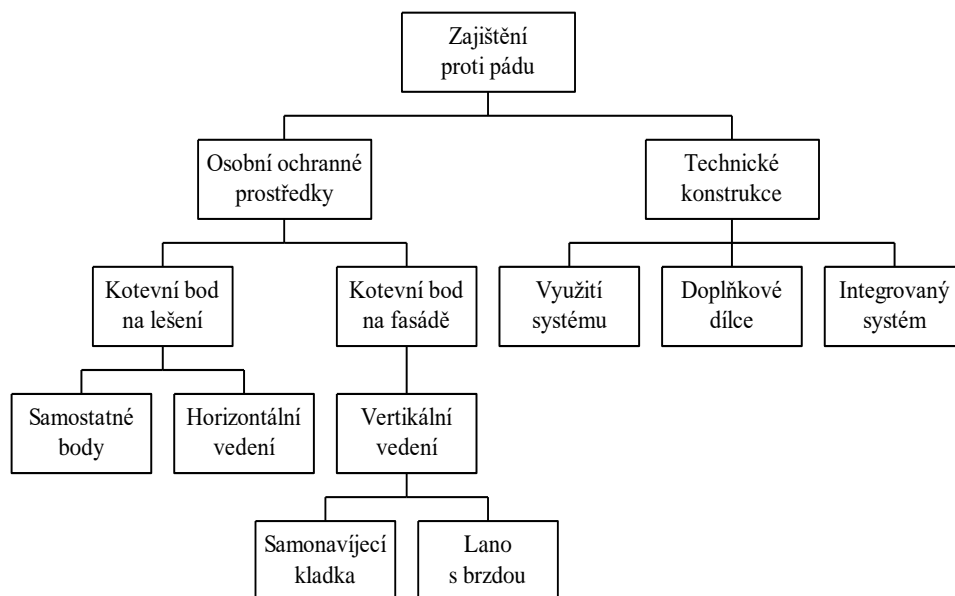 Zajištění
proti pádu
Osobní ochranné
prostředky
Technické
konstrukce
Kotevní bod
na lešení
Kotevní bod
na fasádě
Využití
systému
Doplňkové
dílce
Integrovaný
systém
Samostatné
body
Horizontální
vedení
Vertikální
vedení
Samonavíjecí
kladka
Lano
s brzdou